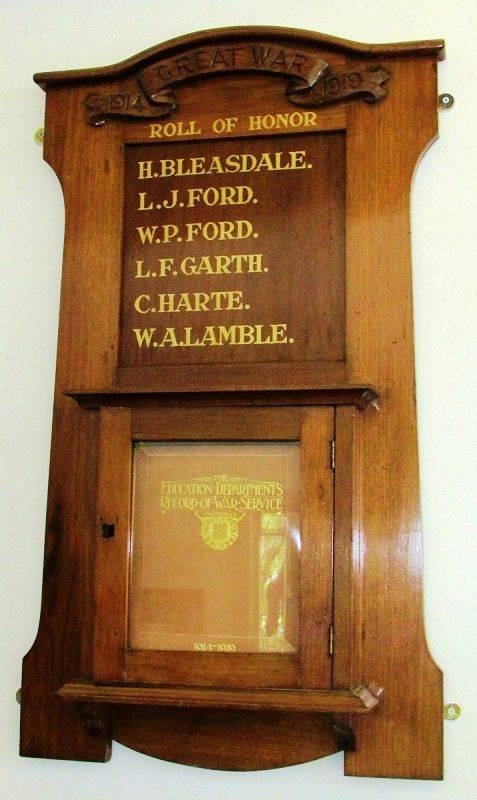 GREAT WAR
1914 1919
ROLL OF HONOR
H.BLEASDALE.
L.J.FORD.
W.P.FORD.
L.F.GARTH.
C.HARTE.
W.A.LAMBLE.
THE
EDUCATION·DEPARTMENT'S
RECORD·OF·WAR·SERVICE
VICTORIA
1914-1919